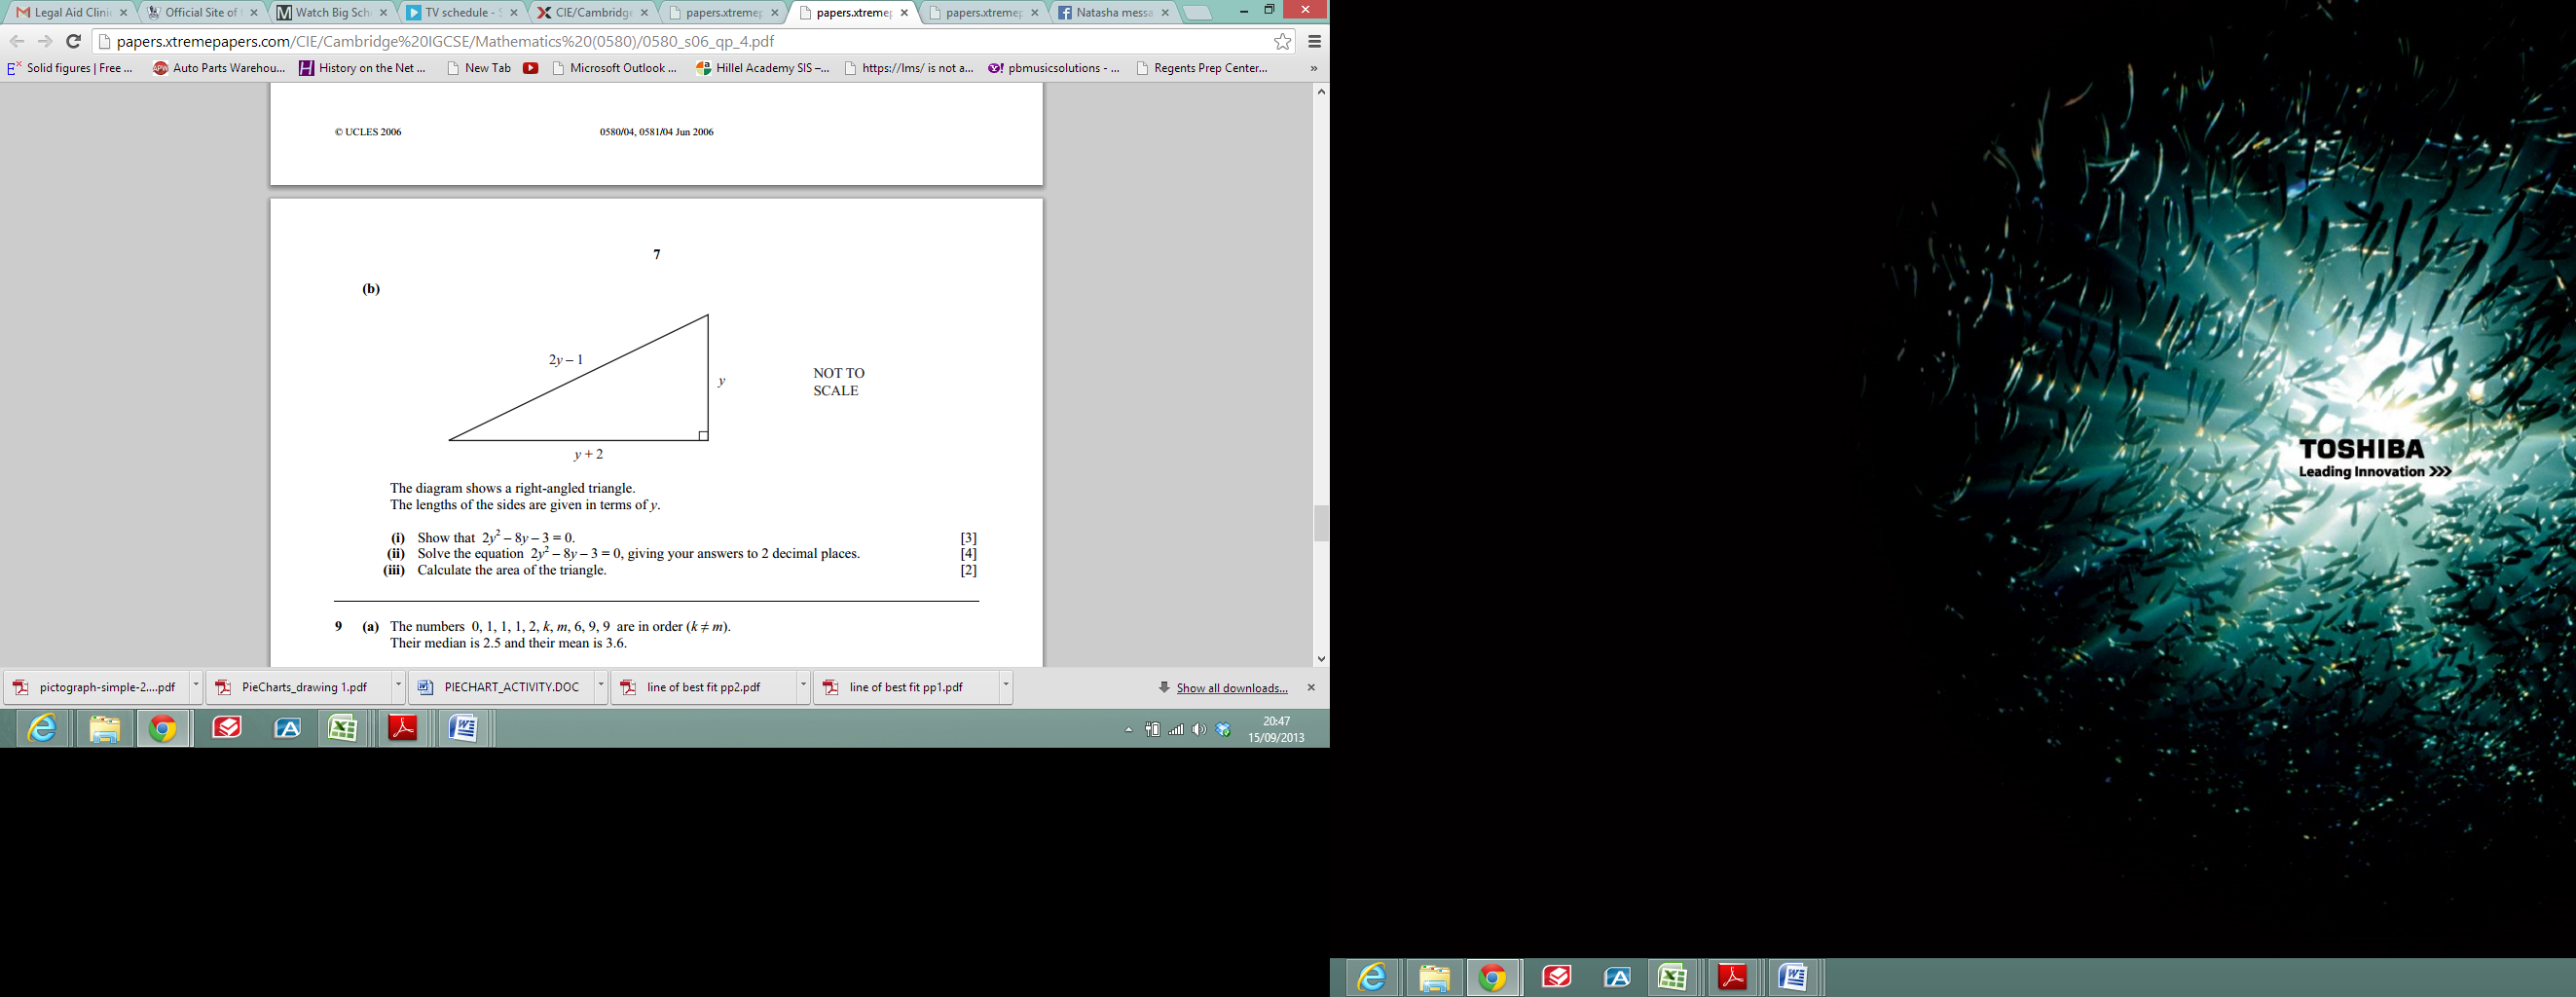 Legal Aid Clini
Official Site of
Watch Big Sch
TV schedule - S
CIE/Cambridge
papers.xtremep
papers.xtremep
papers.xtremep
Natasha messa
papers.xtremepapers.com/CIE/Cambridge%20IGCSE/Mathematics%20(0580)/0580_s06_qp_4.pdf
Solid figures | Free ...
Auto Parts Warehou...
History on the Net ...
New Tab
Microsoft Outlook ...
Hillel Academy SIS –...
https://lms/ is not a...
pbmusicsolutions - ...
Regents Prep Center...
»
© UCLES 2006
0580/04, 0581/04 Jun 2006
7
(b)
2y – 1
y
NOT TO
SCALE
y + 2
The diagram shows a right-angled triangle.
The lengths of the sides are given in terms of y.
(i) Show that 2y² – 8y – 3 = 0. [3]
(ii) Solve the equation 2y² – 8y – 3 = 0, giving your answers to 2 decimal places. [4]
(iii) Calculate the area of the triangle. [2]
9 (a) The numbers 0, 1, 1, 1, 2, k, m, 6, 9, 9 are in order (k ≠ m).
Their median is 2.5 and their mean is 3.6.
pictograph-simple-2....pdf
PieCharts_drawing 1.pdf
PIECHART_ACTIVITY.DOC
line of best fit pp2.pdf
line of best fit pp1.pdf
Show all downloads...
20:47
15/09/2013
TOSHIBA
Leading Innovation >>>